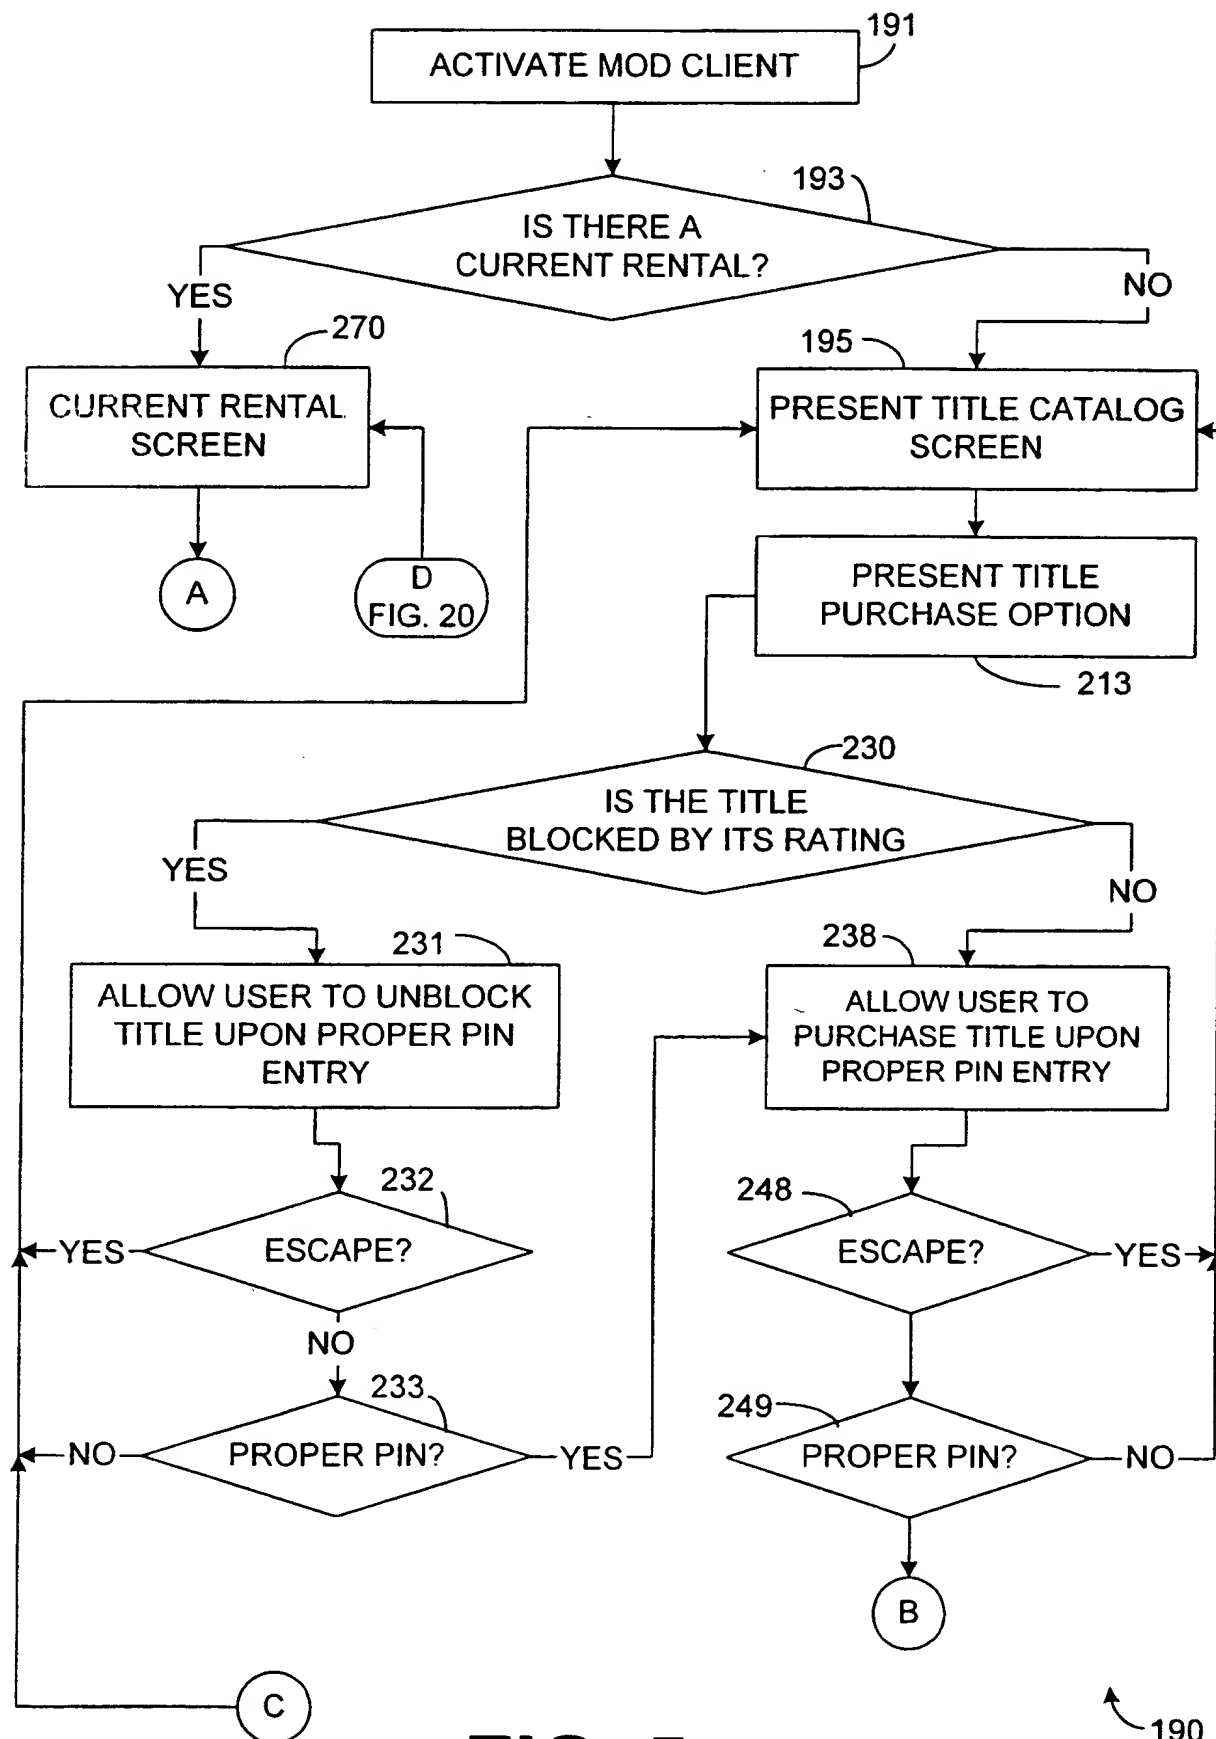 191
ACTIVATE MOD CLIENT
193
IS THERE A
CURRENT RENTAL?
YES
NO
270
195
CURRENT RENTAL
SCREEN
PRESENT TITLE CATALOG
SCREEN
A
D
FIG. 20
PRESENT TITLE
PURCHASE OPTION
213
230
IS THE TITLE
BLOCKED BY ITS RATING
YES
NO
231
238
ALLOW USER TO UNBLOCK
TITLE UPON PROPER PIN
ENTRY
ALLOW USER TO
PURCHASE TITLE UPON
PROPER PIN ENTRY
232
248
YES
ESCAPE?
ESCAPE?
YES
NO
233
249
NO
PROPER PIN?
YES
PROPER PIN?
NO
B
C
190